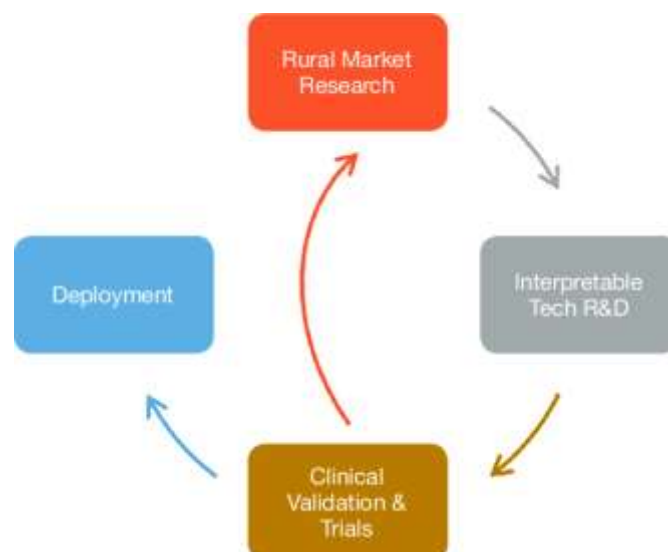 Rural Market
Research
Deployment
Interpretable
Tech R&D
Clinical
Validation &
Trials